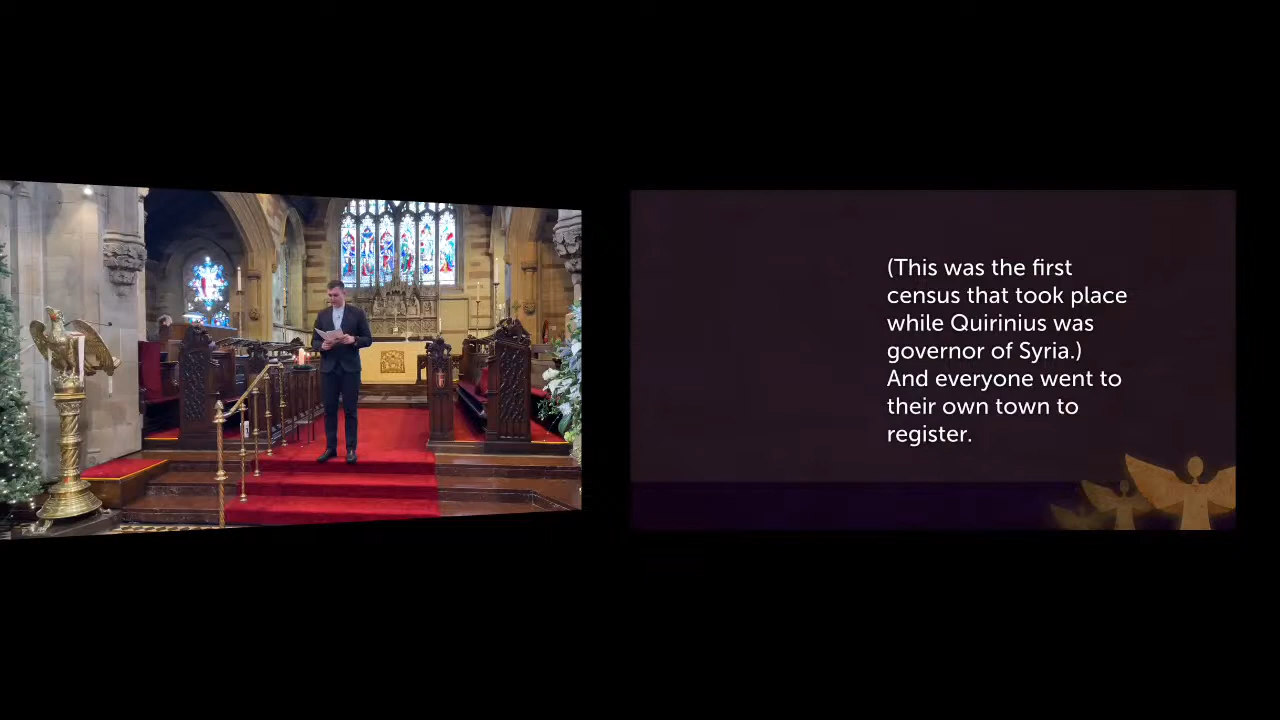 (This was the first
census that took place
while Quirinius was
governor of Syria.)
And everyone went to
their own town to
register.